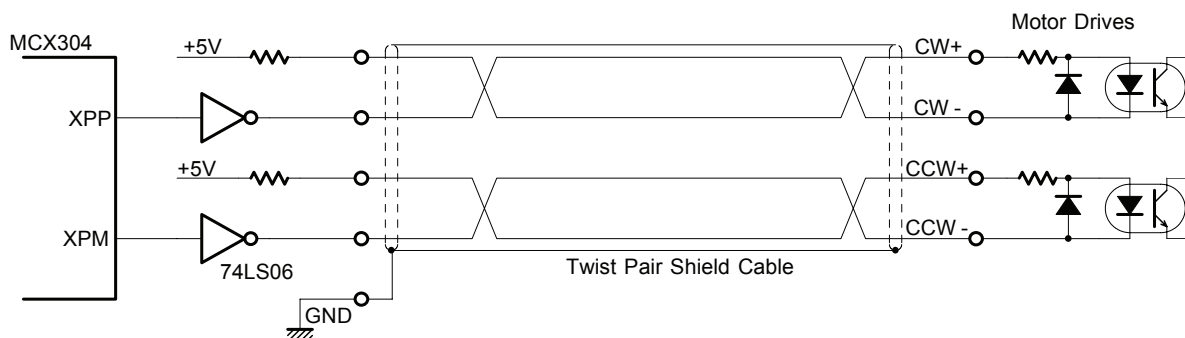 Motor Drives
MCX304
+5V
CW+
XPP
CW -
+5V
CCW+
XPM
CCW -
74LS06
Twist Pair Shield Cable
GND